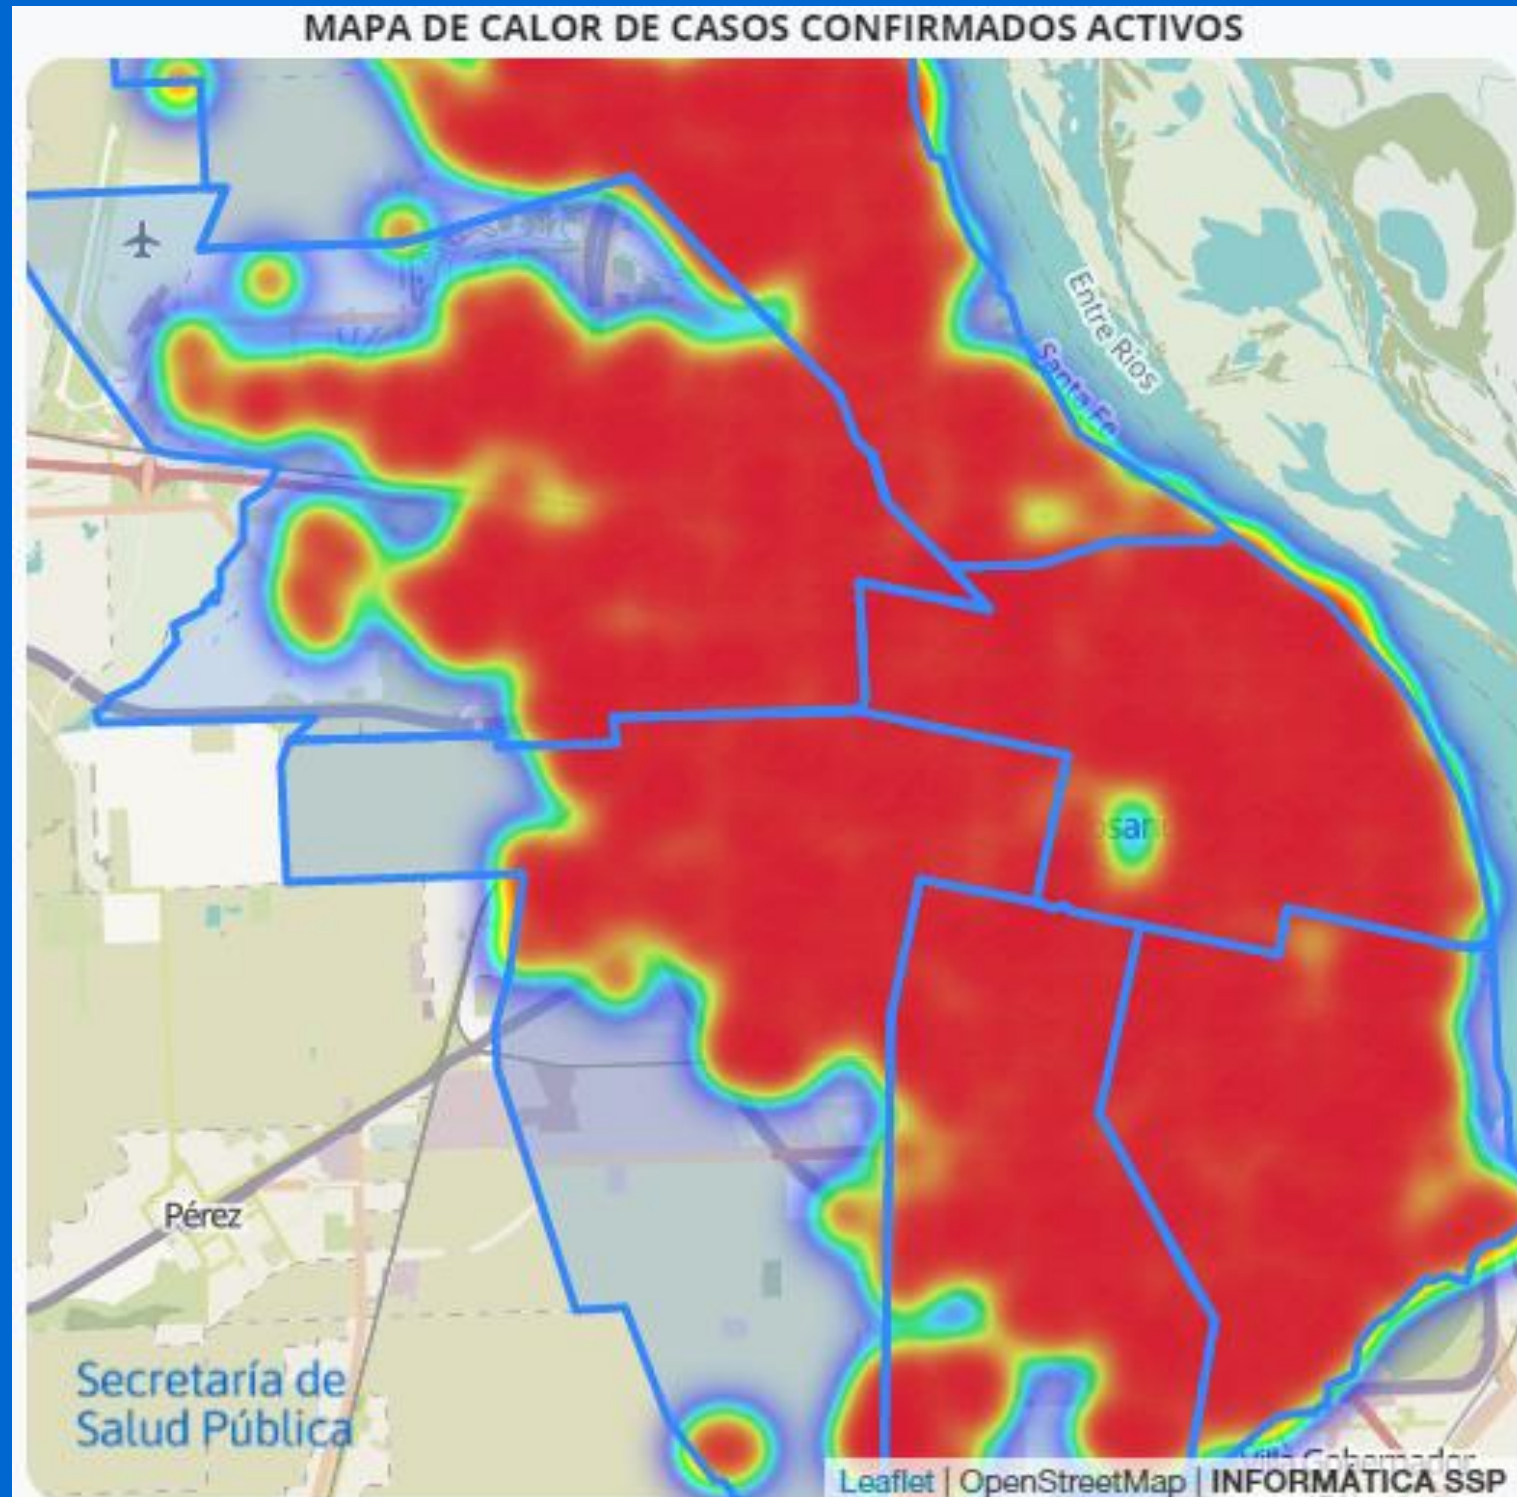 MAPA DE CALOR DE CASOS CONFIRMADOS ACTIVOS
Entre Ríos
Santa Fe
Pérez
Secretaría de
Salud Pública
Leaflet | OpenStreetMap | INFORMÁTICA SSP